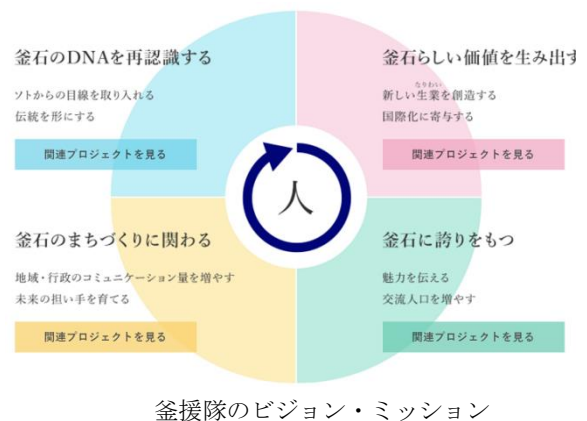 釜石のDNAを再認識する
ソトからの目線を取り入れる
伝統を形にする
関連プロジェクトを見る
釜石らしい価値を生み出す
なりわい
新しい生業を創造する
国際化に寄与する
関連プロジェクトを見る
人
釜石のまちづくりに関わる
地域・行政のコミュニケーション量を増やす
未来の担い手を育てる
関連プロジェクトを見る
釜石に誇りをもつ
魅力を伝える
交流人口を増やす
関連プロジェクトを見る
釜援隊のビジョン・ミッション